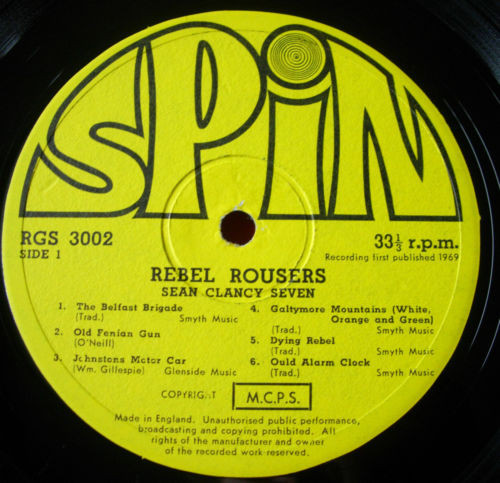 SPiN
RGS 3002
SIDE 1
33⅓ r.p.m.
Recording first published 1969
REBEL ROUSERS
SEAN CLANCY SEVEN
1. The Belfast Brigade
(Trad.) Smyth Music
2. Old Fenian Gun
(O'Neill)
3. Johnstons Motor Car
(Wm. Gillespie) Glenside Music
4. Galtymore Mountains (White,
Orange and Green)
(Trad.) Smyth Music
5. Dying Rebel
(Trad.)
6. Ould Alarm Clock
(Trad.) Smyth Music
COPYRIGHT M.C.P.S.
Made in England. Unauthorised public performance,
broadcasting and copying prohibited. All
rights of the manufacturer and owner
of the recorded work reserved.